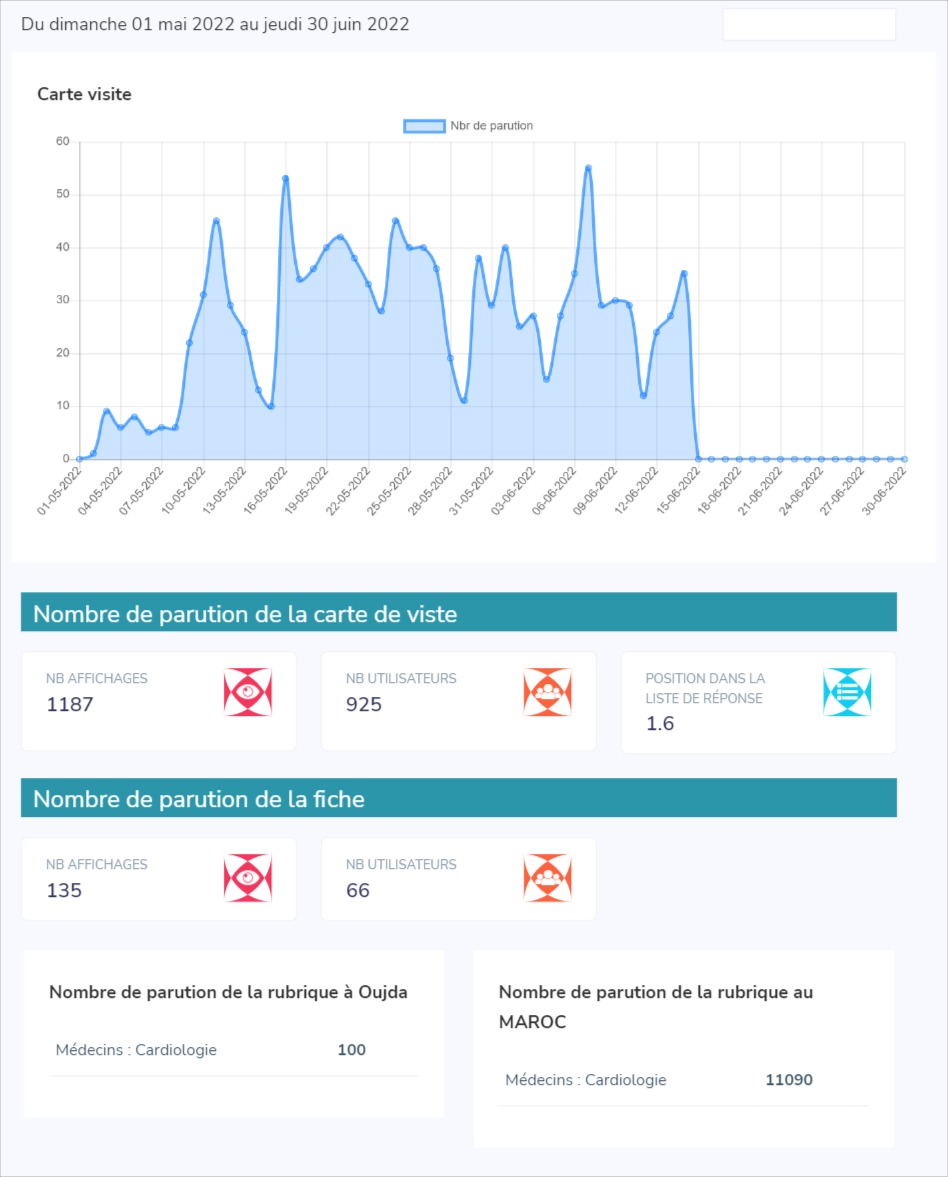 Du dimanche 01 mai 2022 au jeudi 30 juin 2022
Carte visite
Nbr de parution
60
50
40
30
20
10
0
01-05-2022
04-05-2022
07-05-2022
10-05-2022
13-05-2022
16-05-2022
19-05-2022
22-05-2022
25-05-2022
28-05-2022
31-05-2022
03-06-2022
06-06-2022
09-06-2022
12-06-2022
15-06-2022
18-06-2022
21-06-2022
24-06-2022
27-06-2022
30-06-2022
Nombre de parution de la carte de viste
NB AFFICHAGES
1187
NB UTILISATEURS
925
POSITION DANS LA
LISTE DE RÉPONSE
1.6
Nombre de parution de la fiche
NB AFFICHAGES
135
NB UTILISATEURS
66
Nombre de parution de la rubrique à Oujda
Médecins : Cardiologie 100
Nombre de parution de la rubrique au
MAROC
Médecins : Cardiologie 11090